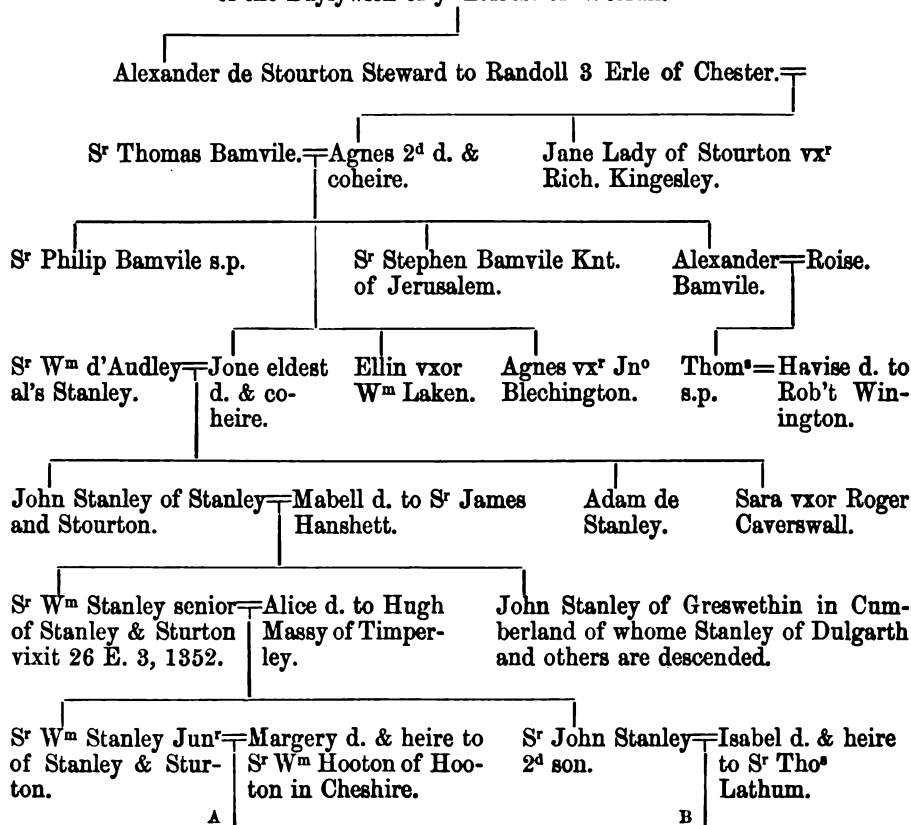 Alexander de Stourton Steward to Randoll 3 Erle of Chester.
Sʳ Thomas Bamvile.=Agnes 2ᵈ d. &
coheire.
Jane Lady of Stourton vxʳ
Rich. Kingesley.
Sʳ Philip Bamvile s.p.
Sʳ Stephen Bamvile Knt.
of Jerusalem.
Alexander=Roise.
Bamvile.
Sʳ Wᵐ d'Audley=Jone eldest
al's Stanley.
d. & co-
heire.
Ellin vxor
Wᵐ Laken.
Agnes vxʳ Jnᵒ
Blechington.
Thomˢ=Havise d. to
s.p.
Rob't Win-
ington.
John Stanley of Stanley=Mabell d. to Sʳ James
and Stourton.
Hanshett.
Adam de
Stanley.
Sara vxor Roger
Caverswall.
Sʳ Wᵐ Stanley senior=Alice d. to Hugh
of Stanley & Sturton
Massy of Timper-
vixit 26 E. 3, 1352.
ley.
John Stanley of Greswethin in Cum-
berland of whome Stanley of Dulgarth
and others are descended.
Sʳ Wᵐ Stanley Junʳ=Margery d. & heire to
of Stanley & Stur-
Sʳ Wᵐ Hooton of Hoo-
ton.
ton in Cheshire.
Sʳ John Stanley=Isabel d. & heire
2ᵈ son.
to Sʳ Thoˢ
Lathum.
A
B